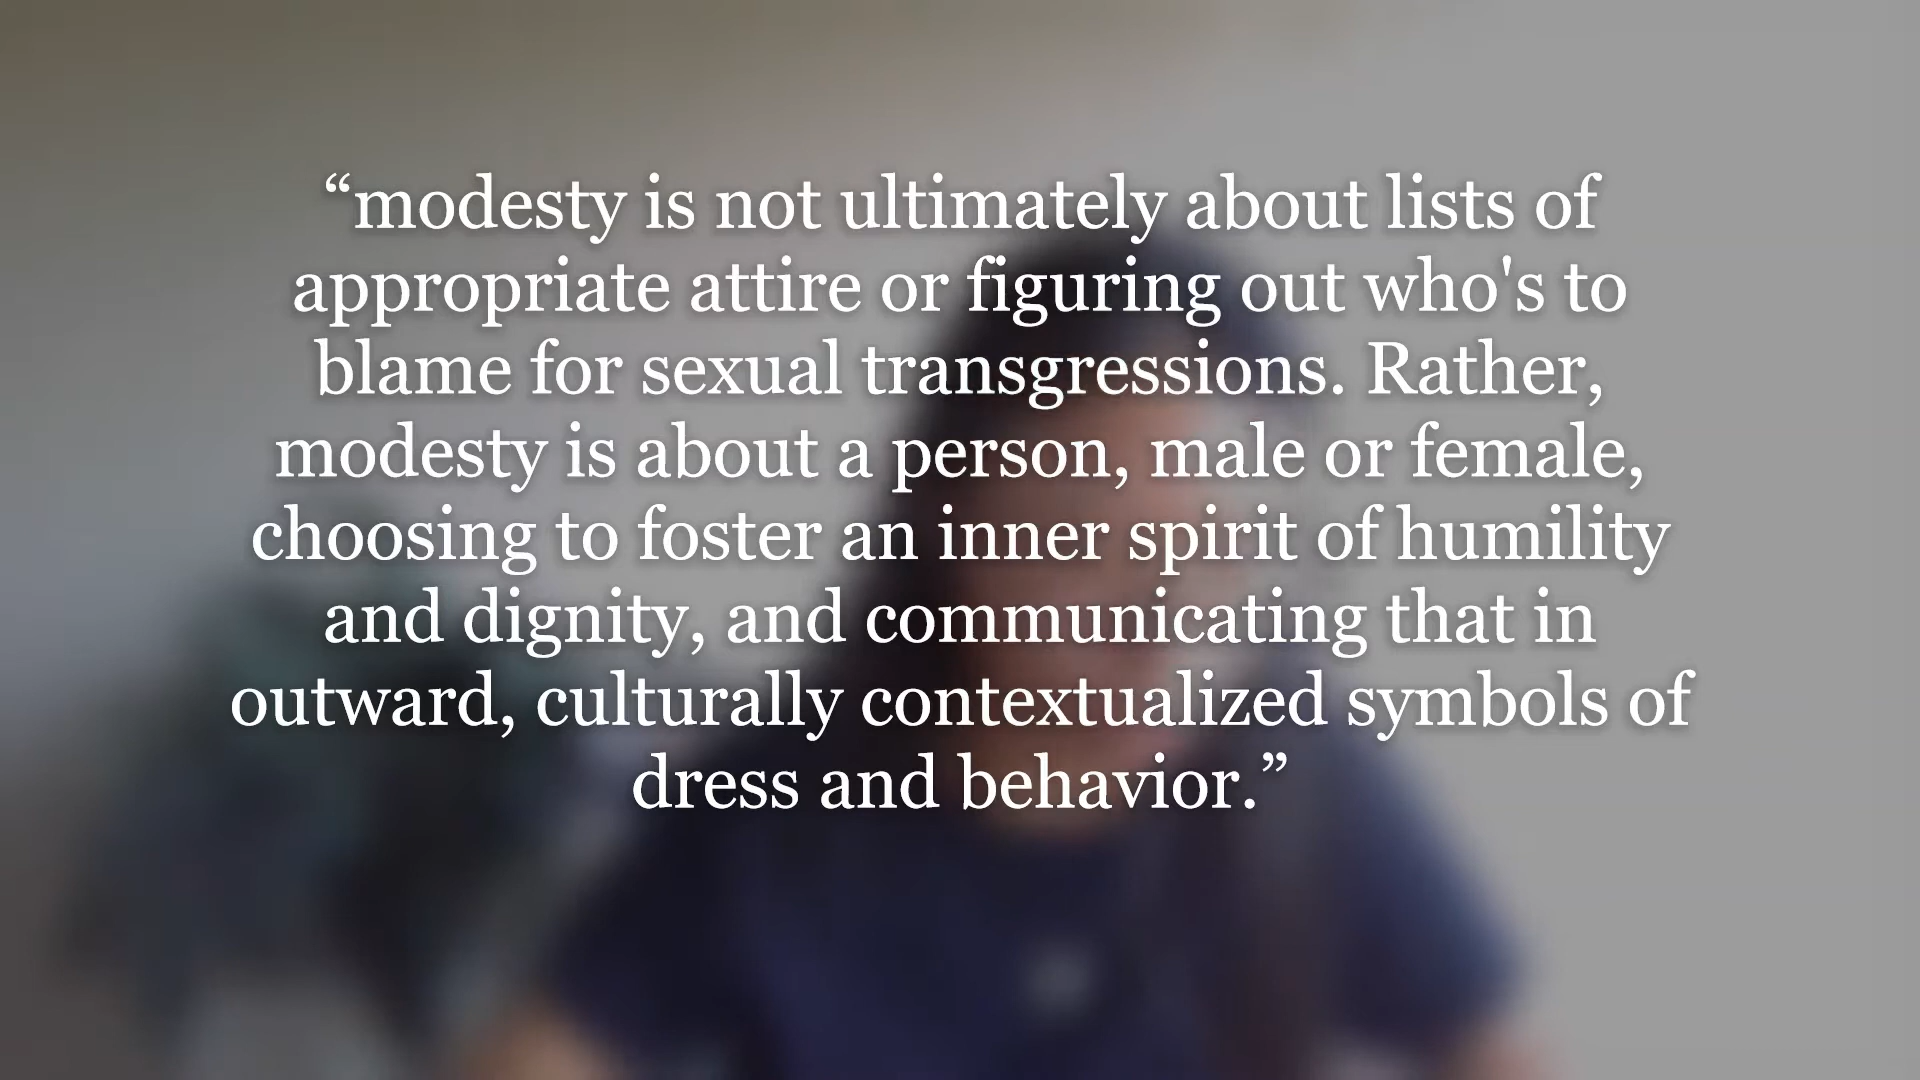 “modesty is not ultimately about lists of
appropriate attire or figuring out who's to
blame for sexual transgressions. Rather,
modesty is about a person, male or female,
choosing to foster an inner spirit of humility
and dignity, and communicating that in
outward, culturally contextualized symbols of
dress and behavior.”